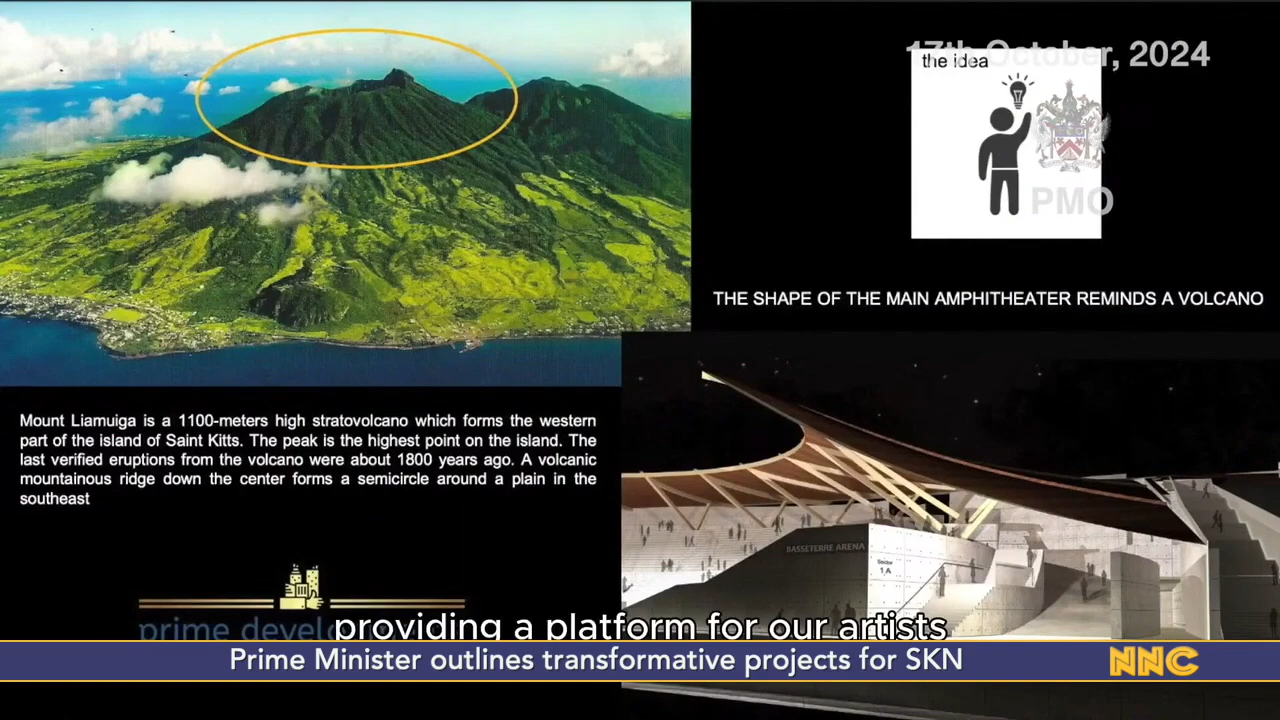 17th October, 2024
the idea
PMO
THE SHAPE OF THE MAIN AMPHITHEATER REMINDS A VOLCANO
Mount Liamuiga is a 1100-meters high stratovolcano which forms the western
part of the island of Saint Kitts. The peak is the highest point on the island. The
last verified eruptions from the volcano were about 1800 years ago. A volcanic
mountainous ridge down the center forms a semicircle around a plain in the
southeast
BASSETERRE ARENA
Sector
1 A
prime
providing a platform for our artists
Prime Minister outlines transformative projects for SKN
NNC